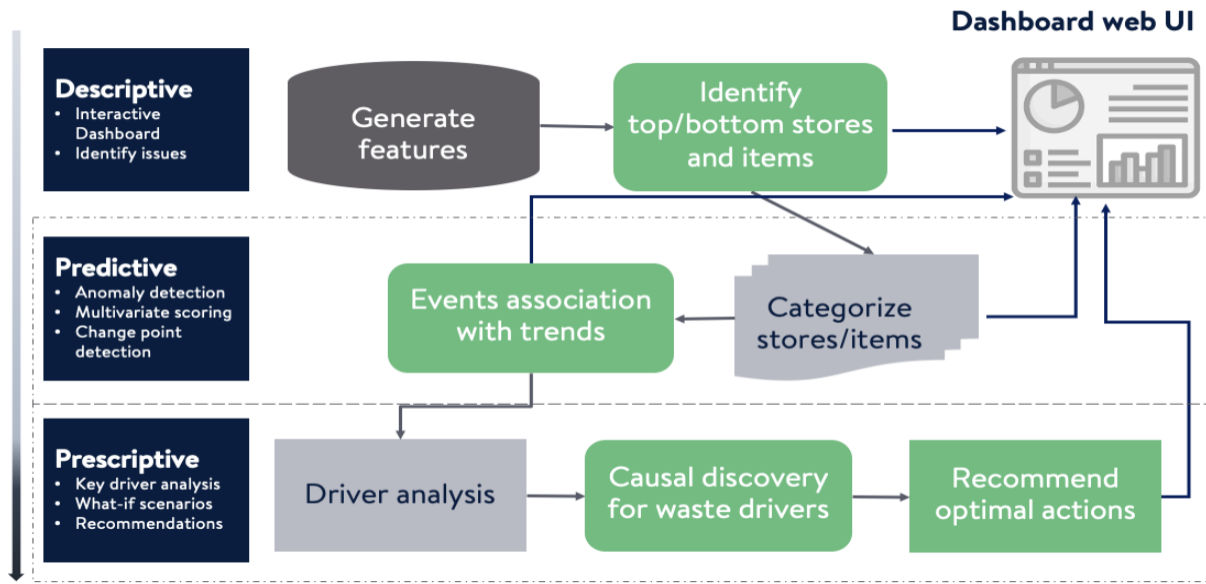 Dashboard web UI
Descriptive
• Interactive
Dashboard
• Identify issues
Generate
features
Identify
top/bottom stores
and items
Predictive
• Anomaly detection
• Multivariate scoring
• Change point
detection
Events association
with trends
Categorize
stores/items
Prescriptive
• Key driver analysis
• What-if scenarios
• Recommendations
Driver analysis
Causal discovery
for waste drivers
Recommend
optimal actions